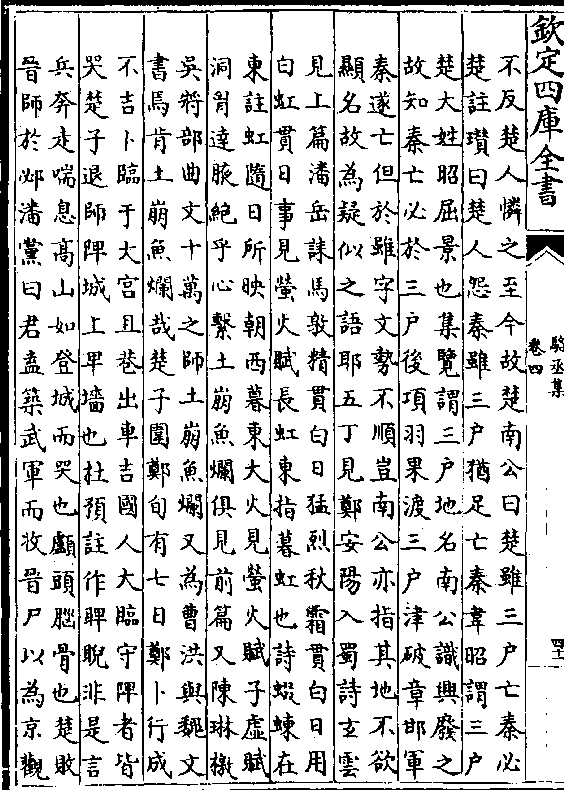 欽定四庫全書
駱丞集
卷四
不反楚人憐之至今故楚南公曰楚雖三戶亡秦必
楚註瓚曰楚人怨秦雖三戶猶足亡秦韋昭謂三戶
楚大姓昭屈景也集覽謂三戶地名南公識興廢之
故知秦亡必於三戶後項羽果渡三戶津破章邯軍
秦遂亡但於雖字文勢不順豈南公亦指其地不欲
顯名故為疑似之語耶五丁見鄭安陽入蜀詩玄雲
見上篇潘岳誄馬敦精貫白日猛烈秋霜貫白日用
白虹貫日事見螢火賦長虹東指暮虹也詩蝃蝀在
東註虹隨日所映朝西暮東大火見螢火賦子虛賦
洞胷達腋絶乎心繫土崩魚爛俱見前篇又陳琳檄
吳將部曲文十萬之師土崩魚爛又為曹洪與魏文
書焉肯土崩魚爛哉楚子圍鄭旬有七日鄭卜行成
不吉卜臨于大宮且巷出車吉國人大臨守陴者皆
哭楚子退師陴城上卑墻也杜預註作睥睨非是言
兵奔走喘息高山如登城而哭也顱頭腦骨也楚敗
晉師於邲潘黨曰君盍築武軍而收晉尸以為京觀